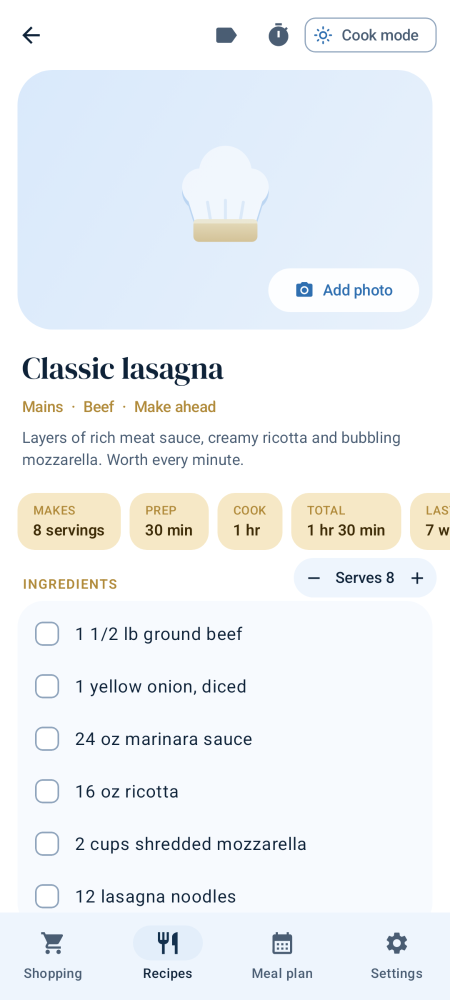 Cook mode
Add photo
Classic lasagna
Mains · Beef · Make ahead
Layers of rich meat sauce, creamy ricotta and bubbling
mozzarella. Worth every minute.
MAKES PREP COOK TOTAL
8 servings 30 min 1 hr 1 hr 30 min 7
INGREDIENTS
− Serves 8 +
1 1/2 lb ground beef
1 yellow onion, diced
24 oz marinara sauce
16 oz ricotta
2 cups shredded mozzarella
12 lasagna noodles
Shopping Recipes Meal plan Settings